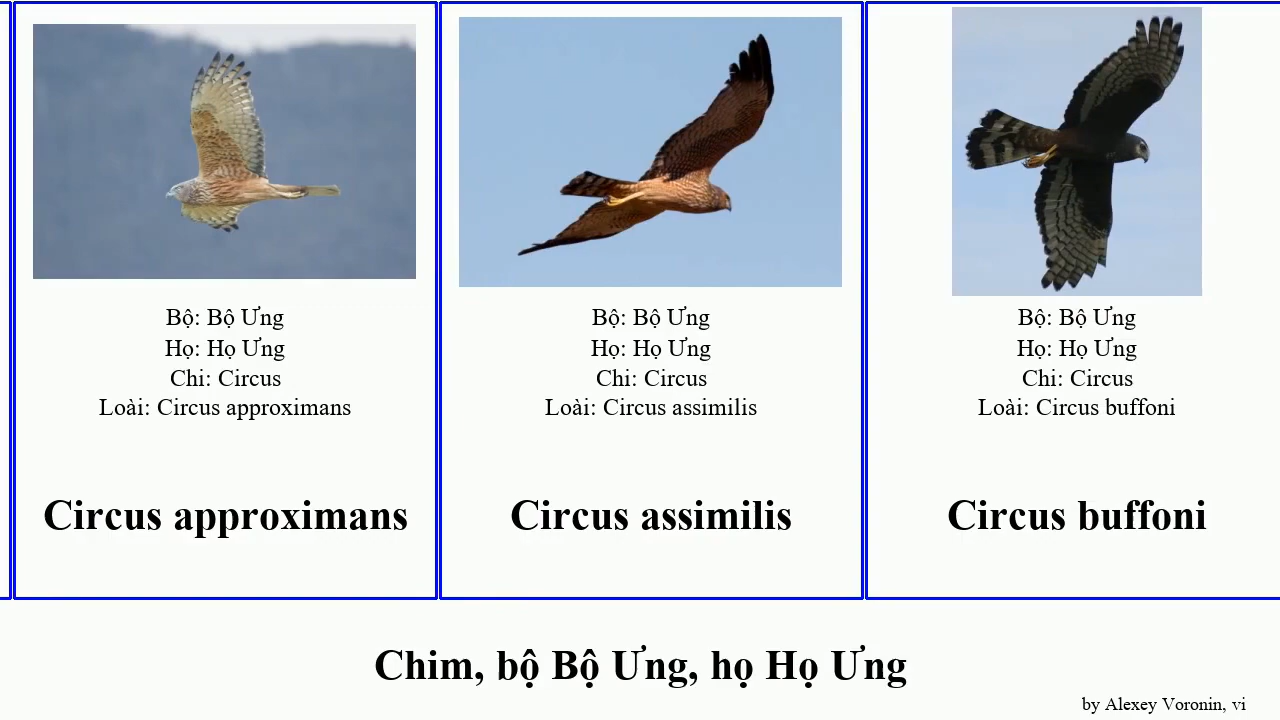 Bộ: Bộ Ưng
Họ: Họ Ưng
Chi: Circus
Loài: Circus approximans
Circus approximans
Bộ: Bộ Ưng
Họ: Họ Ưng
Chi: Circus
Loài: Circus assimilis
Circus assimilis
Bộ: Bộ Ưng
Họ: Họ Ưng
Chi: Circus
Loài: Circus buffoni
Circus buffoni
Chim, bộ Bộ Ưng, họ Họ Ưng
by Alexey Voronin, vi